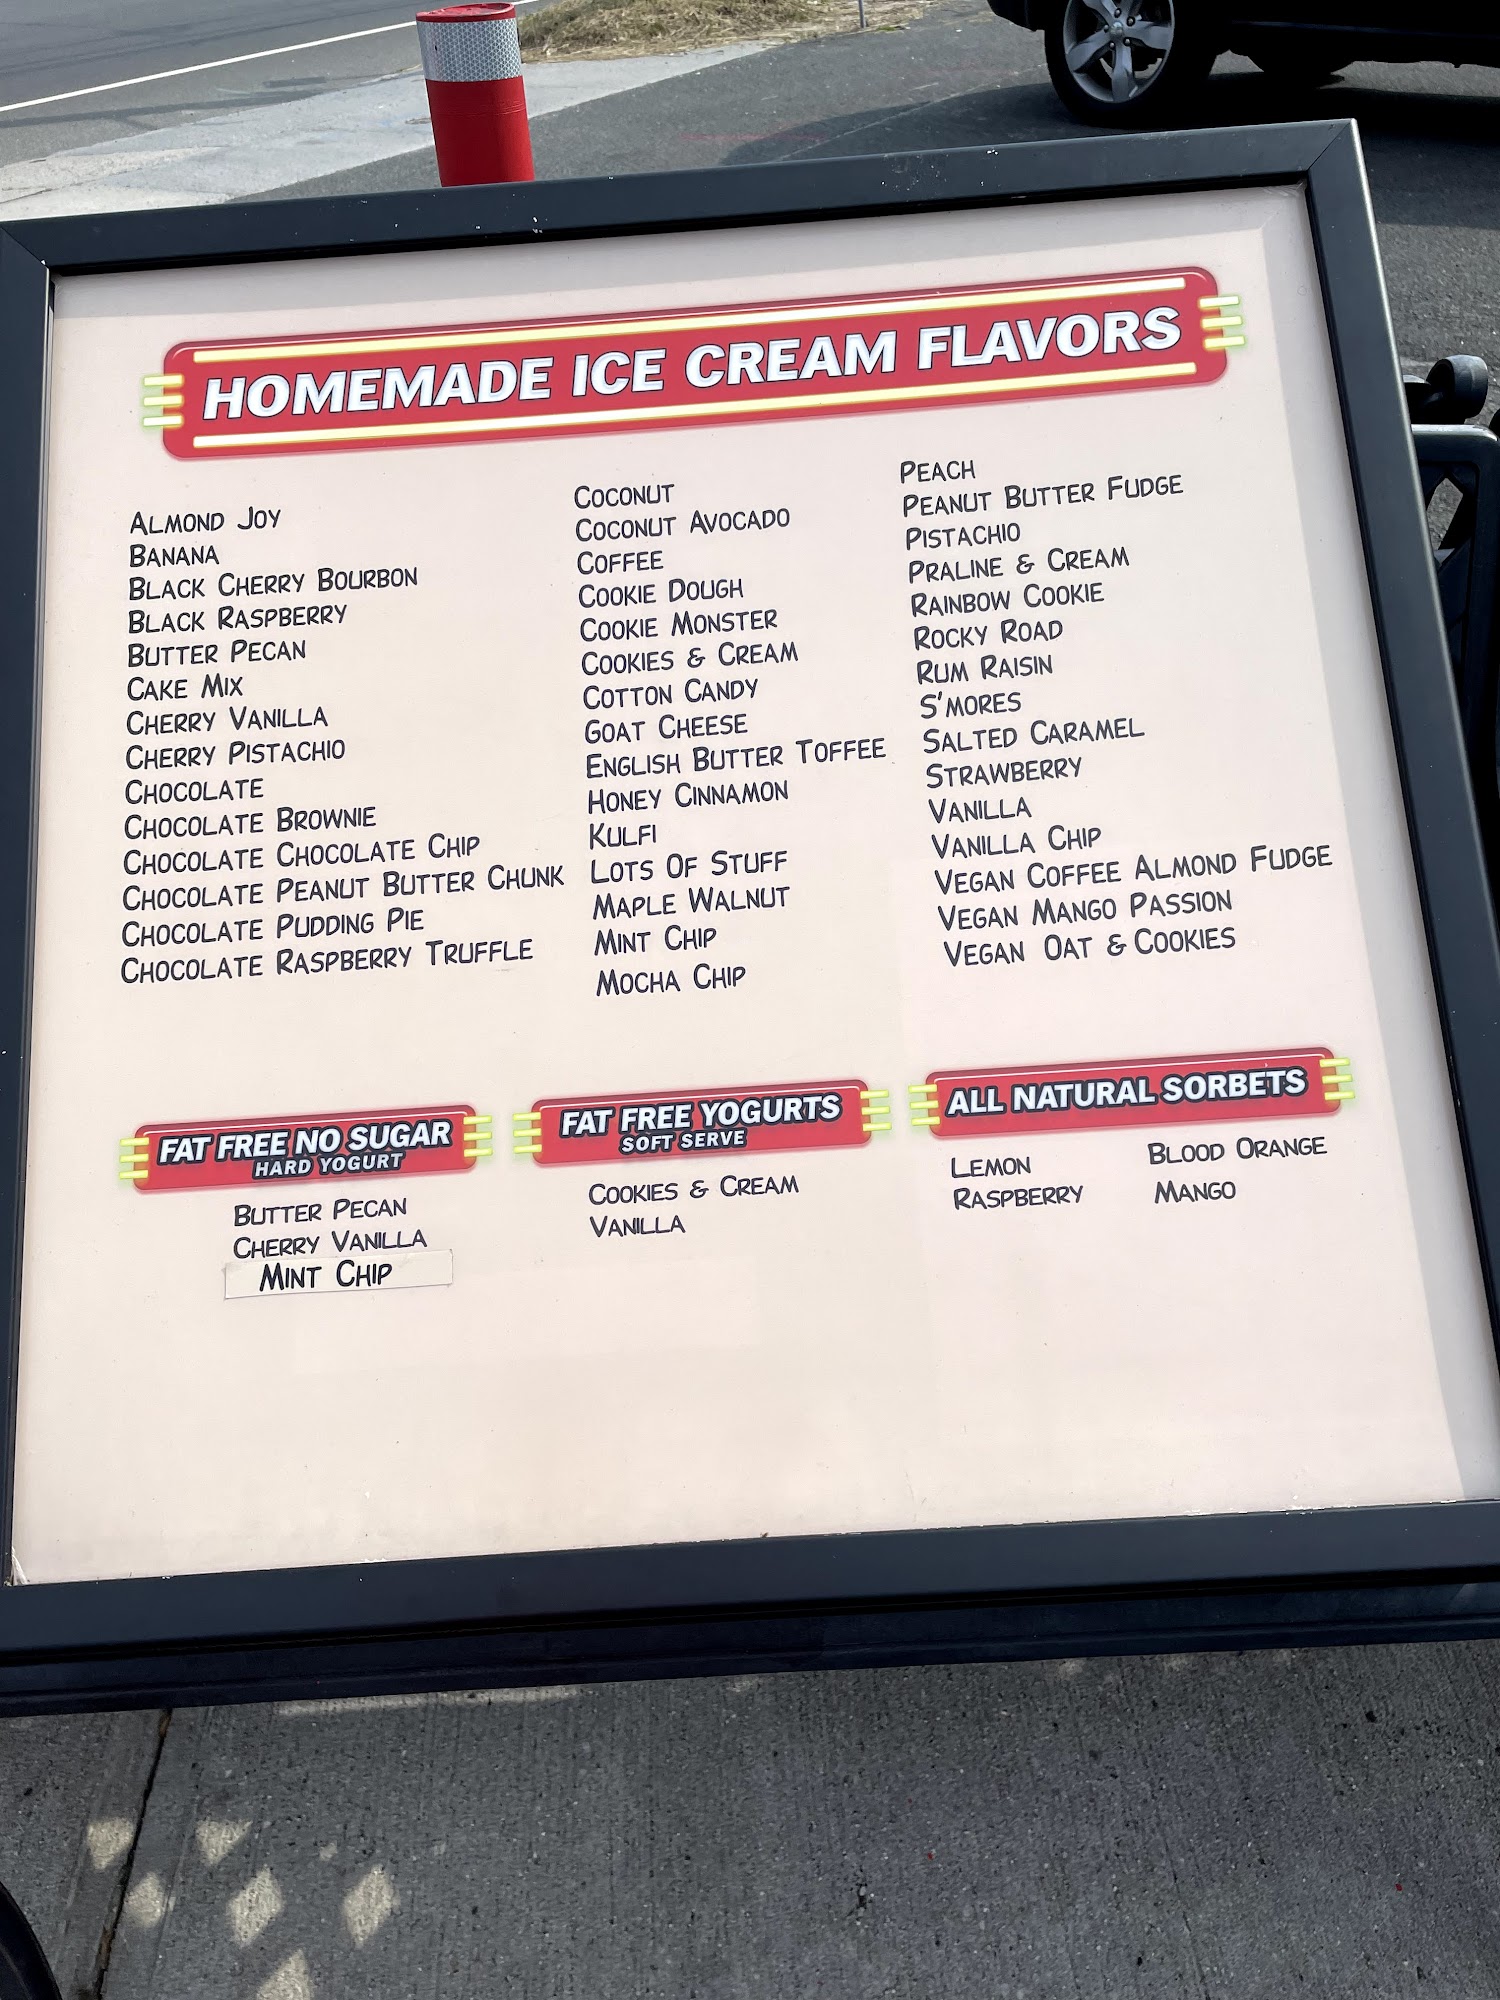 HOMEMADE ICE CREAM FLAVORS
ALMOND JOY
BANANA
BLACK CHERRY BOURBON
BLACK RASPBERRY
BUTTER PECAN
CAKE MIX
CHERRY VANILLA
CHERRY PISTACHIO
CHOCOLATE
CHOCOLATE BROWNIE
CHOCOLATE CHOCOLATE CHIP
CHOCOLATE PEANUT BUTTER CHUNK
CHOCOLATE PUDDING PIE
CHOCOLATE RASPBERRY TRUFFLE
COCONUT
COCONUT AVOCADO
COFFEE
COOKIE DOUGH
COOKIE MONSTER
COOKIES & CREAM
COTTON CANDY
GOAT CHEESE
ENGLISH BUTTER TOFFEE
HONEY CINNAMON
KULFI
LOTS OF STUFF
MAPLE WALNUT
MINT CHIP
MOCHA CHIP
PEACH
PEANUT BUTTER FUDGE
PISTACHIO
PRALINE & CREAM
RAINBOW COOKIE
ROCKY ROAD
RUM RAISIN
S'MORES
SALTED CARAMEL
STRAWBERRY
VANILLA
VANILLA CHIP
VEGAN COFFEE ALMOND FUDGE
VEGAN MANGO PASSION
VEGAN OAT & COOKIES
FAT FREE NO SUGAR
HARD YOGURT
BUTTER PECAN
CHERRY VANILLA
MINT CHIP
FAT FREE YOGURTS
SOFT SERVE
COOKIES & CREAM
VANILLA
ALL NATURAL SORBETS
LEMON
RASPBERRY
BLOOD ORANGE
MANGO